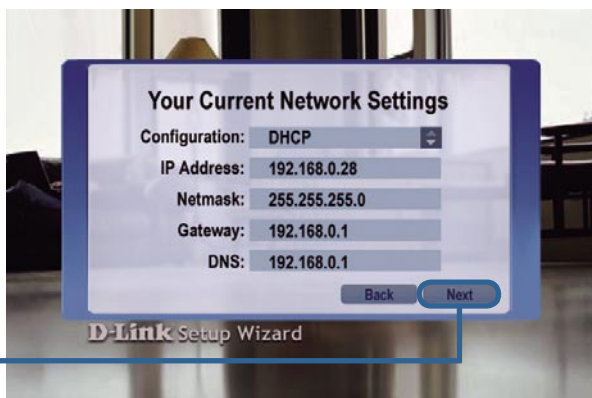 Your Current Network Settings
Configuration: DHCP
IP Address: 192.168.0.28
Netmask: 255.255.255.0
Gateway: 192.168.0.1
DNS: 192.168.0.1
Back Next
D-Link Setup Wizard